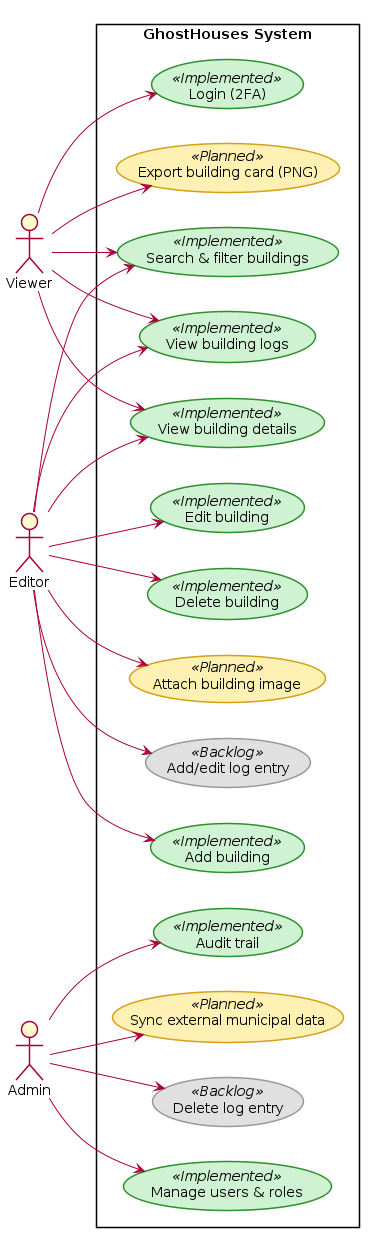 GhostHouses System
«Implemented»
Login (2FA)
«Planned»
Export building card (PNG)
«Implemented»
Search & filter buildings
Viewer
«Implemented»
View building logs
«Implemented»
View building details
«Implemented»
Edit building
Editor
«Implemented»
Delete building
«Planned»
Attach building image
«Backlog»
Add/edit log entry
«Implemented»
Add building
«Implemented»
Audit trail
«Planned»
Sync external municipal data
Admin
«Backlog»
Delete log entry
«Implemented»
Manage users & roles